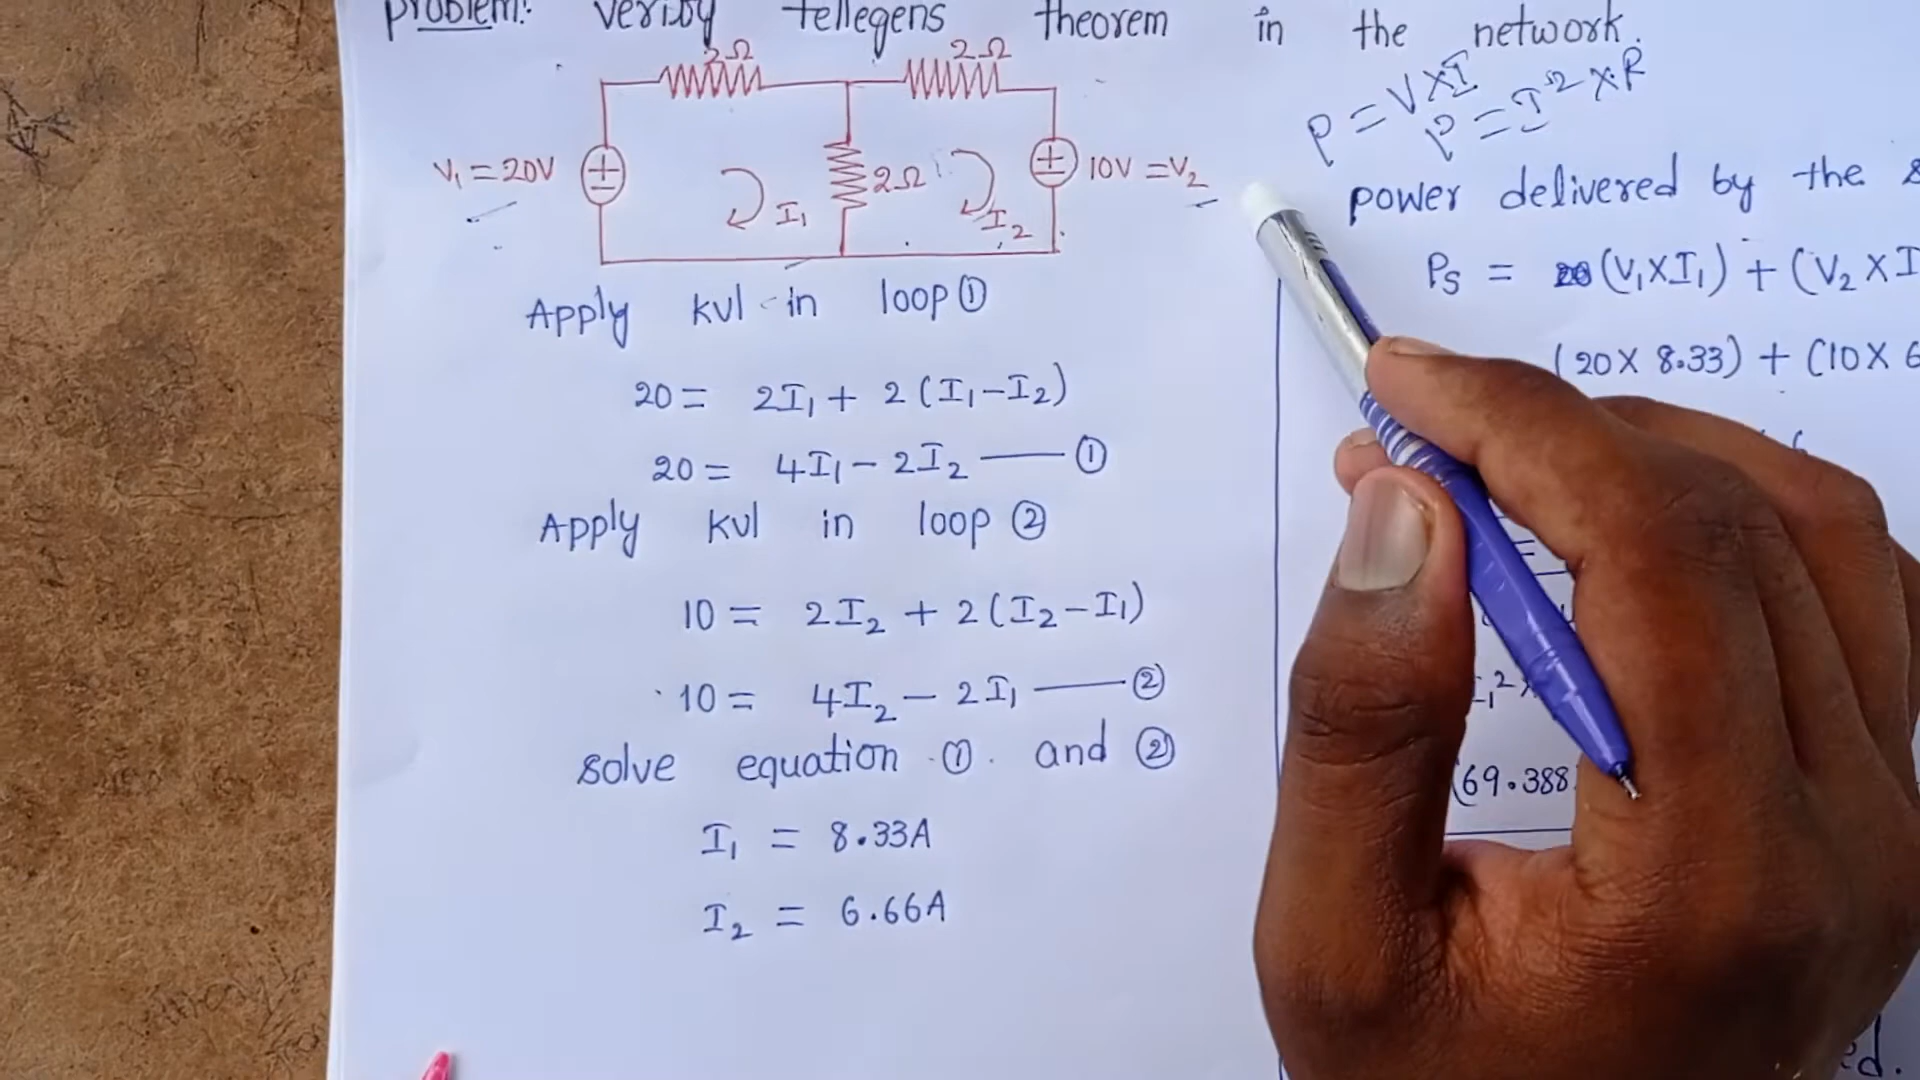 problem: verify tellegens theorem in the network.
2Ω 2Ω
P = V X I
P = I² X R
V₁ = 20V + − 2Ω + − 10V = V₂
I₁ I₂
Apply kvl in loop ①
20 = 2I₁ + 2 (I₁ − I₂)
20 = 4I₁ − 2I₂ —— ①
Apply kvl in loop ②
10 = 2I₂ + 2 (I₂ − I₁)
10 = 4I₂ − 2I₁ —— ②
solve equation ① and ②
I₁ = 8.33A
I₂ = 6.66A
power delivered by the
Ps = (V₁ X I₁) + (V₂ X I
(20 X 8.33) + (10 X 6
=
(69.388